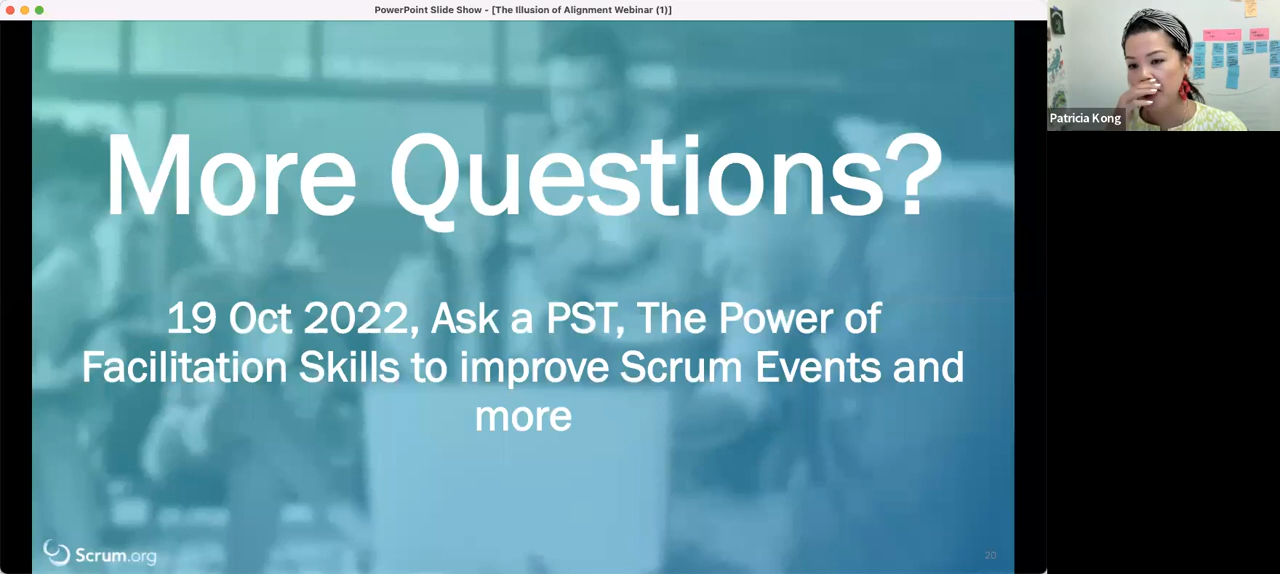 PowerPoint Slide Show - [The Illusion of Alignment Webinar (1)]
More Questions?
19 Oct 2022, Ask a PST, The Power of
Facilitation Skills to improve Scrum Events and
more
Scrum.org
20
Patricia Kong